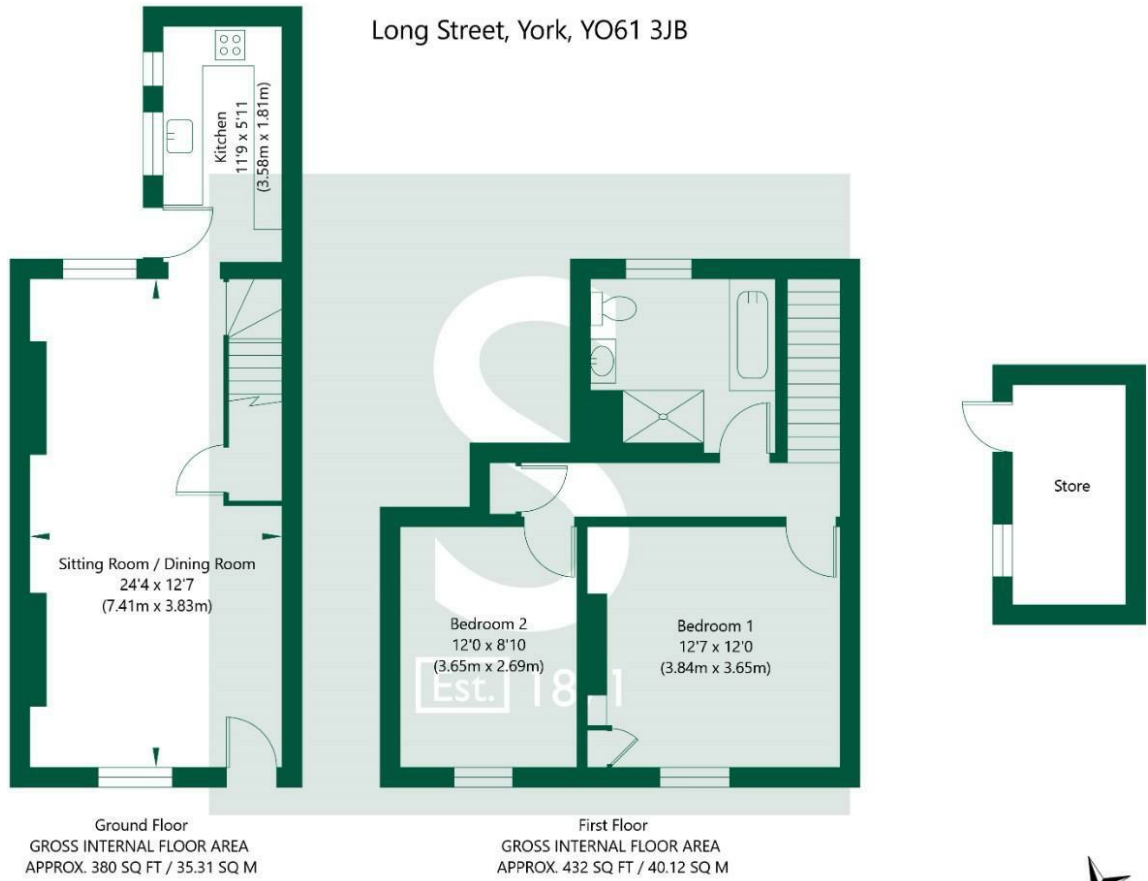 Long Street, York, YO61 3JB
Kitchen
11'9 x 5'11
(3.58m x 1.81m)
Sitting Room / Dining Room
24'4 x 12'7
(7.41m x 3.83m)
Bedroom 2
12'0 x 8'10
(3.65m x 2.69m)
Bedroom 1
12'7 x 12'0
(3.84m x 3.65m)
Store
S
Est. 18 1
Ground Floor
GROSS INTERNAL FLOOR AREA
APPROX. 380 SQ FT / 35.31 SQ M
First Floor
GROSS INTERNAL FLOOR AREA
APPROX. 432 SQ FT / 40.12 SQ M